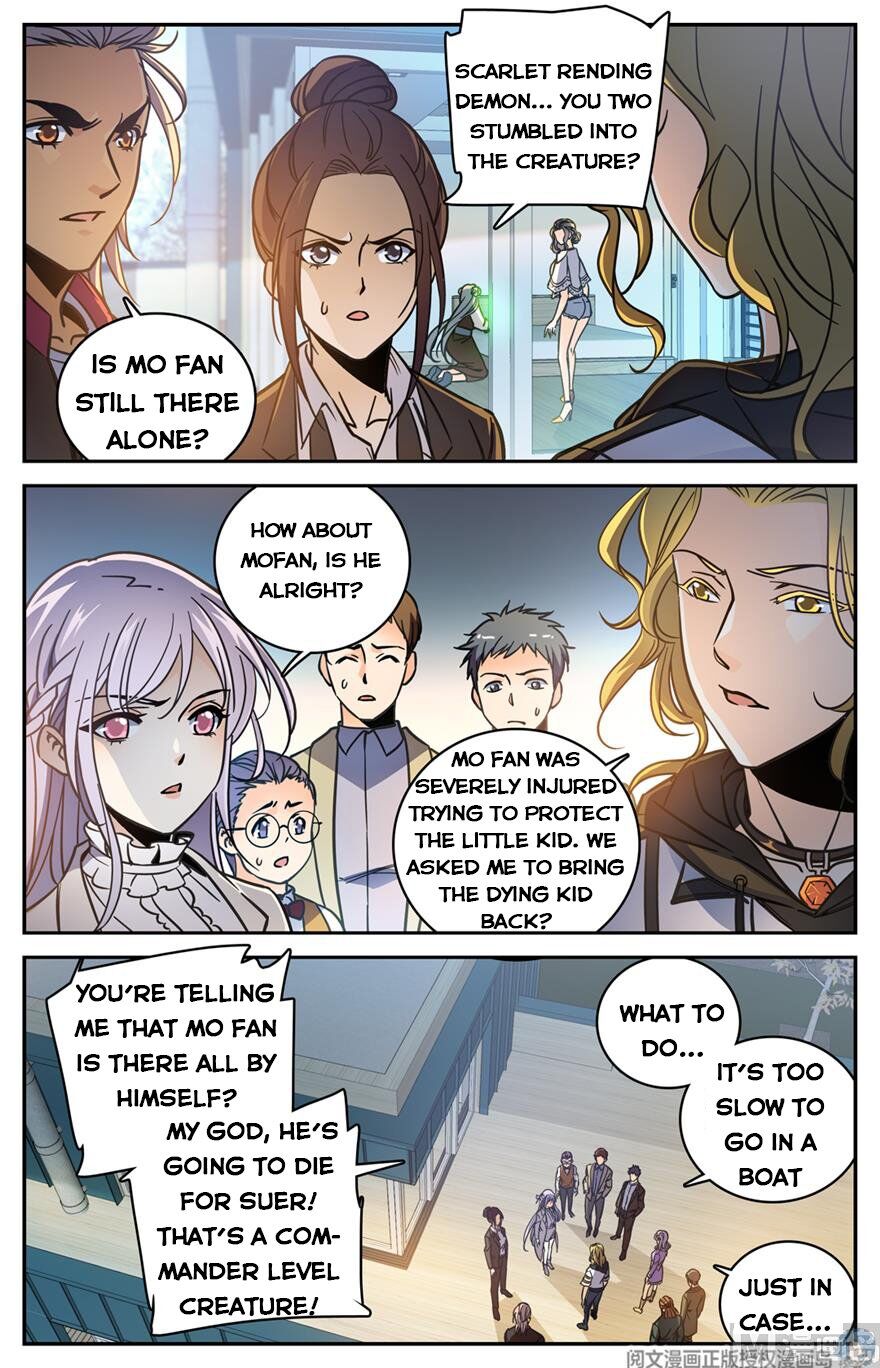 SCARLET RENDING
DEMON... YOU TWO
STUMBLED INTO
THE CREATURE?
IS MO FAN
STILL THERE
ALONE?
HOW ABOUT
MOFAN, IS HE
ALRIGHT?
MO FAN WAS
SEVERELY INJURED
TRYING TO PROTECT
THE LITTLE KID. WE
ASKED ME TO BRING
THE DYING KID
BACK?
YOU'RE TELLING
ME THAT MO FAN
IS THERE ALL BY
HIMSELF?
MY GOD, HE'S
GOING TO DIE
FOR SUER!
THAT'S A COM-
MANDER LEVEL
CREATURE!
WHAT TO
DO...
IT'S TOO
SLOW TO
GO IN A
BOAT
JUST IN
CASE...
阅文漫画正版授权漫画